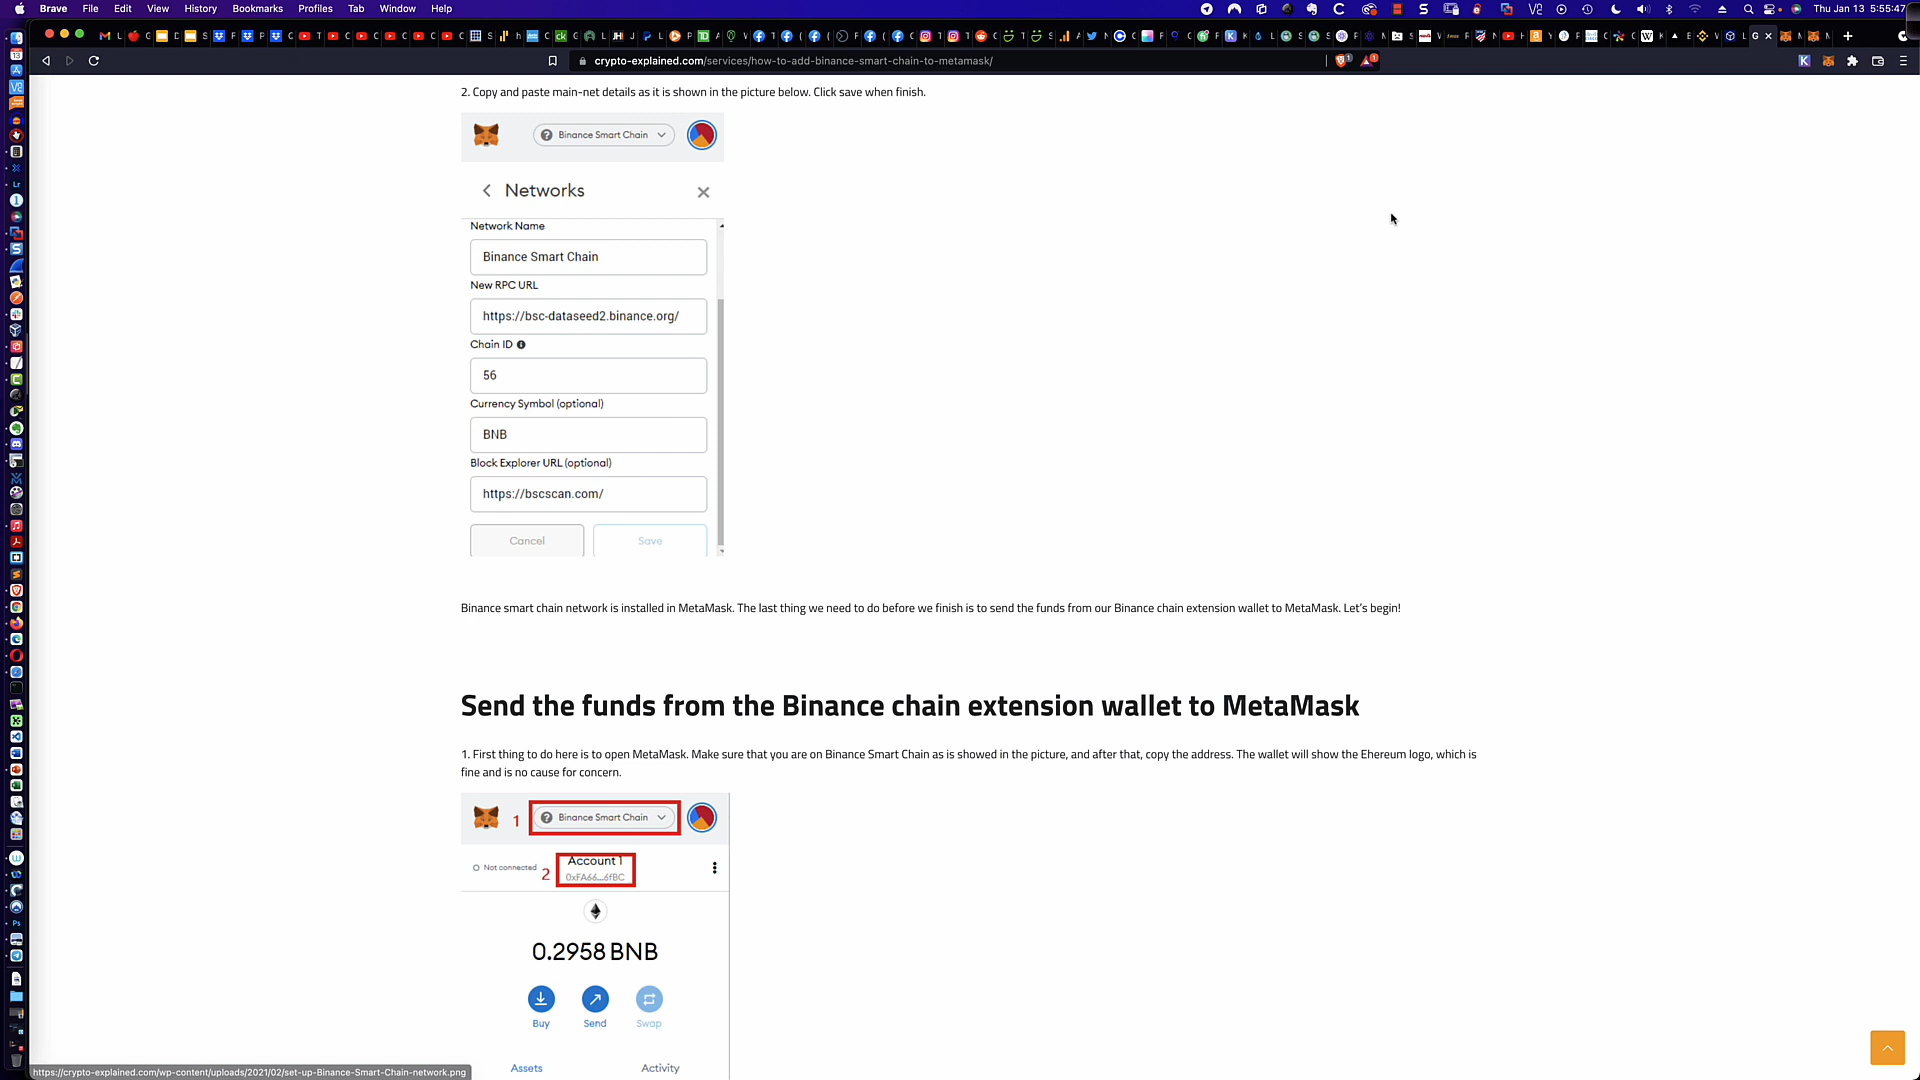 Brave File Edit View History Bookmarks Profiles Tab Window Help
Thu Jan 13 5:55:47
crypto-explained.com/services/how-to-add-binance-smart-chain-to-metamask/
2. Copy and paste main-net details as it is shown in the picture below. Click save when finish.
Binance Smart Chain
Networks
Network Name
Binance Smart Chain
New RPC URL
https://bsc-dataseed2.binance.org/
Chain ID
56
Currency Symbol (optional)
BNB
Block Explorer URL (optional)
https://bscscan.com/
Cancel Save
Binance smart chain network is installed in MetaMask. The last thing we need to do before we finish is to send the funds from our Binance chain extension wallet to MetaMask. Let's begin!
Send the funds from the Binance chain extension wallet to MetaMask
1. First thing to do here is to open MetaMask. Make sure that you are on Binance Smart Chain as is showed in the picture, and after that, copy the address. The wallet will show the Ehereum logo, which is
fine and is no cause for concern.
1 Binance Smart Chain
Not connected 2 Account 1
0xFA66...6fBC
0.2958 BNB
Buy Send Swap
Assets Activity
https://crypto-explained.com/wp-content/uploads/2021/02/set-up-Binance-Smart-Chain-network.png